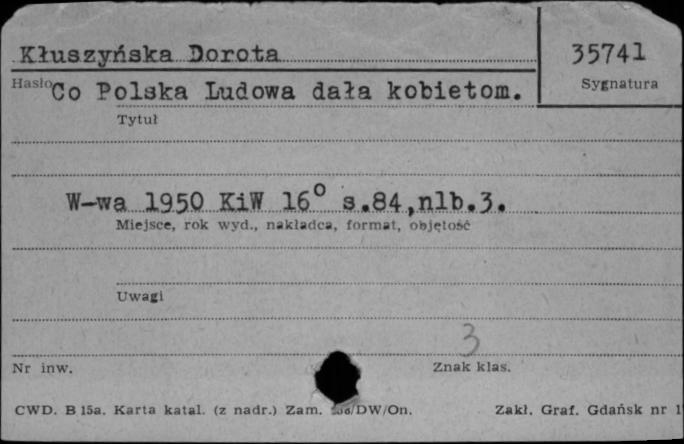 Kłuszyńska Dorota
35741
Hasło
Sygnatura
Co Polska Ludowa dała kobietom.
Tytuł
W-wa 1950 KiW 16° s.84,nlb.3.
Miejsce, rok wyd., nakładca, format, objętość
Uwagi
3
Nr inw.
Znak klas.
CWD. B 15a. Karta katal. (z nadr.) Zam. /DW/On.
Zakł. Graf. Gdańsk nr